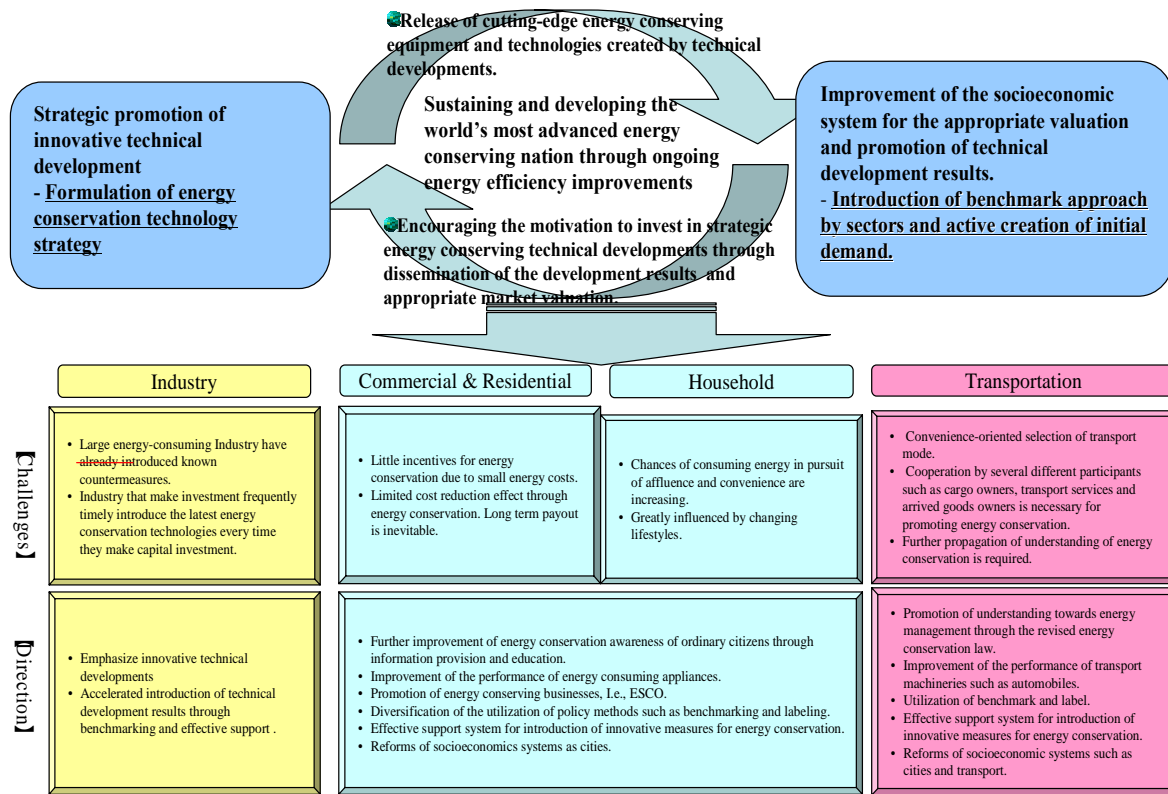 Release of cutting-edge energy conserving
equipment and technologies created by technical
developments.
Strategic promotion of
innovative technical
development
- Formulation of energy
conservation technology
strategy
Sustaining and developing the
world's most advanced energy
conserving nation through ongoing
energy efficiency improvements
Improvement of the socioeconomic
system for the appropriate valuation
and promotion of technical
development results.
- Introduction of benchmark approach
by sectors and active creation of initial
demand.
Encouraging the motivation to invest in strategic
energy conserving technical developments through
dissemination of the development results and
appropriate market valuation.
Industry
Commercial & Residential
Household
Transportation
【Challenges】
• Large energy-consuming Industry have
already introduced known
countermeasures.
• Industry that make investment frequently
timely introduce the latest energy
conservation technologies every time
they make capital investment.
• Little incentives for energy
conservation due to small energy costs.
• Limited cost reduction effect through
energy conservation. Long term payout
is inevitable.
• Chances of consuming energy in pursuit
of affluence and convenience are
increasing.
• Greatly influenced by changing
lifestyles.
• Convenience-oriented selection of transport
mode.
• Cooperation by several different participants
such as cargo owners, transport services and
arrived goods owners is necessary for
promoting energy conservation.
• Further propagation of understanding of energy
conservation is required.
【Direction】
• Emphasize innovative technical
developments
• Accelerated introduction of technical
development results through
benchmarking and effective support .
• Further improvement of energy conservation awareness of ordinary citizens through
information provision and education.
• Improvement of the performance of energy consuming appliances.
• Promotion of energy conserving businesses, I.e., ESCO.
• Diversification of the utilization of policy methods such as benchmarking and labeling.
• Effective support system for introduction of innovative measures for energy conservation.
• Reforms of socioeconomics systems as cities.
• Promotion of understanding towards energy
management through the revised energy
conservation law.
• Improvement of the performance of transport
machineries such as automobiles.
• Utilization of benchmark and label.
• Effective support system for introduction of
innovative measures for energy conservation.
• Reforms of socioeconomic systems such as
cities and transport.